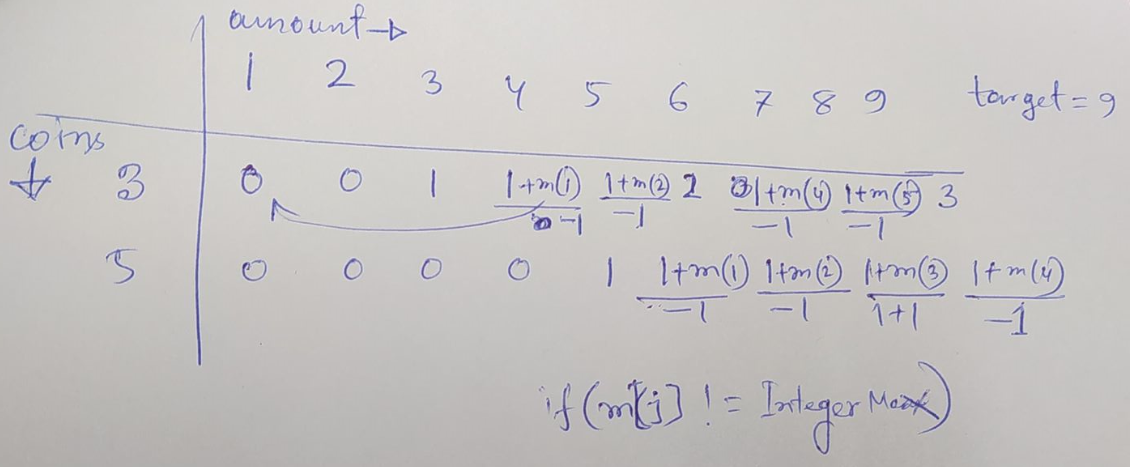 amount →
1 2 3 4 5 6 7 8 9 target = 9
coins
↓ 3 0 0 1 1+m(1) 1+m(2) 2 1+m(4) 1+m(5) 3
-1 -1 -1 -1
5 0 0 0 0 1 1+m(1) 1+m(2) 1+m(3) 1+m(4)
-1 -1 1+1 -1
if (m[j] != Integer Max)